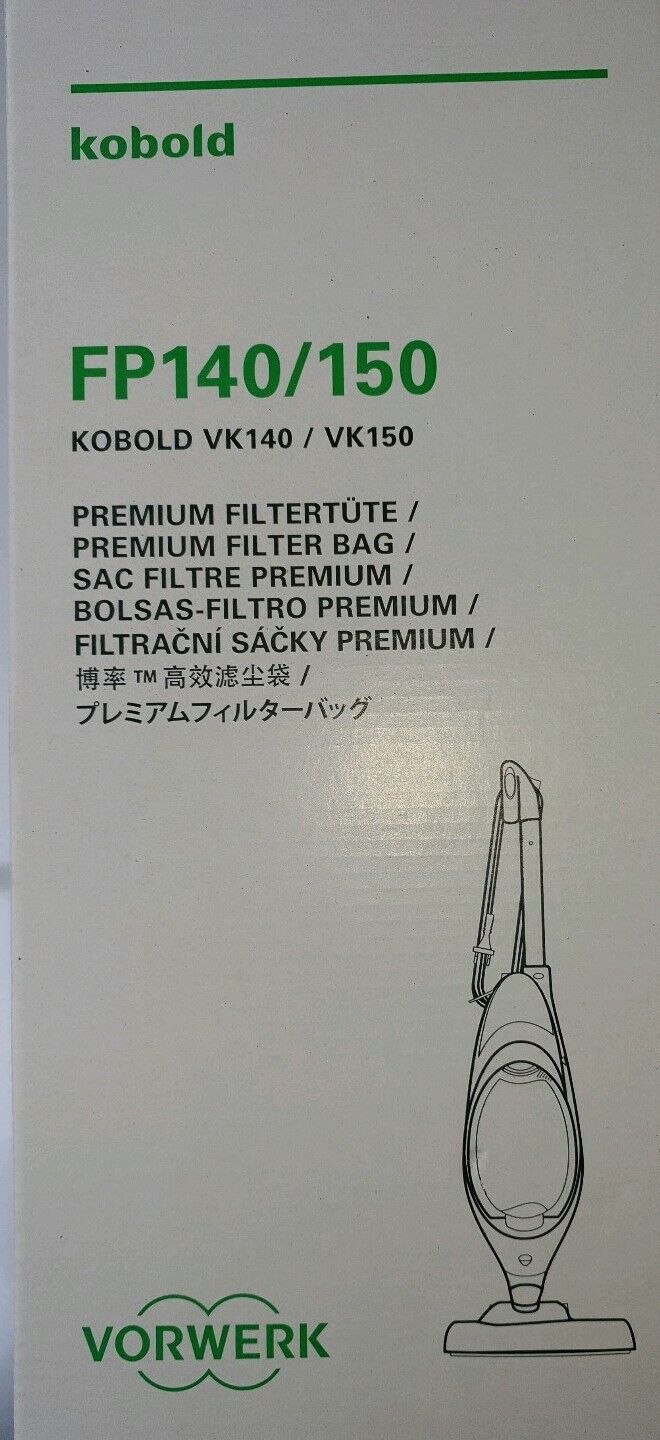 kobold
FP140/150
KOBOLD VK140 / VK150
PREMIUM FILTERTÜTE /
PREMIUM FILTER BAG /
SAC FILTRE PREMIUM /
BOLSAS-FILTRO PREMIUM /
FILTRAČNÍ SÁČKY PREMIUM /
博率™高效滤尘袋 /
プレミアムフィルターバッグ
VORWERK